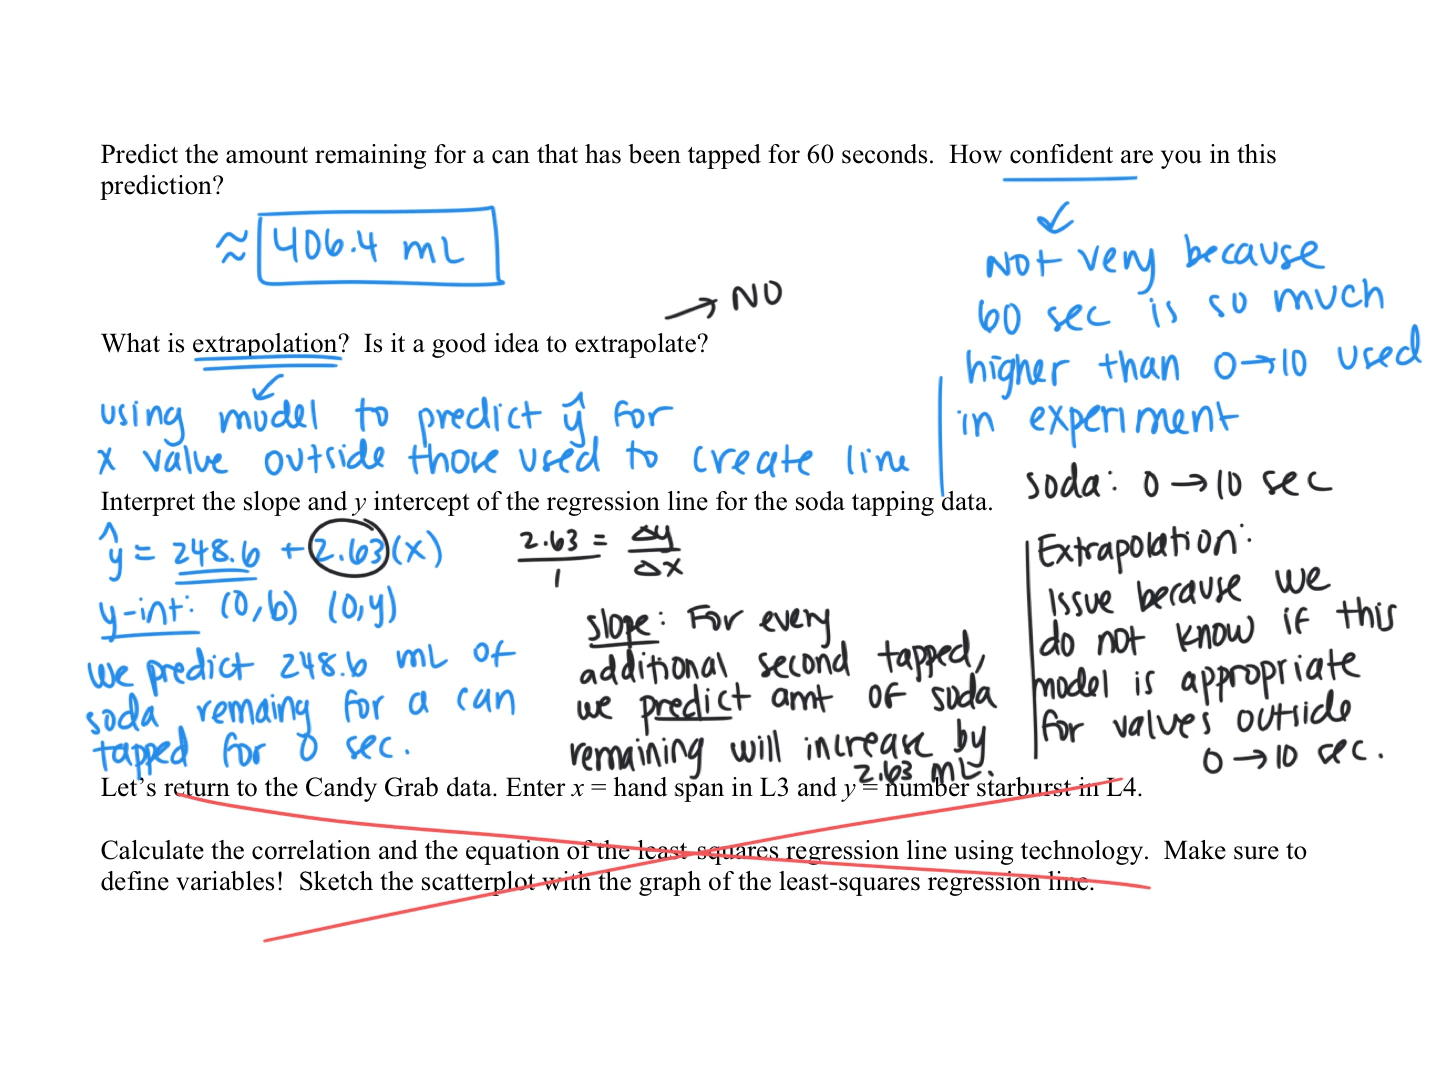 Predict the amount remaining for a can that has been tapped for 60 seconds.  How confident are you in this
prediction?
≈ 406.4 mL
Not very because
60 sec is so much
higher than 0→10 used
in experiment
→ NO
What is extrapolation?  Is it a good idea to extrapolate?
using model to predict ŷ for
x value outside those used to create line
soda: 0→10 sec
Interpret the slope and y intercept of the regression line for the soda tapping data.
ŷ = 248.6 + 2.63(x)
y-int: (0,b) (0,y)
we predict 248.6 mL of
soda remaing for a can
tapped for 0 sec.
2.63/1 = Δy/Δx
slope: For every
additional second tapped,
we predict amt of soda
remaining will increase by
2.63 mL.
Extrapolation:
Issue because we
do not know if this
model is appropriate
for values outside
0→10 sec.
Let's return to the Candy Grab data. Enter x = hand span in L3 and y = number starburst in L4.
Calculate the correlation and the equation of the least-squares regression line using technology.  Make sure to
define variables!  Sketch the scatterplot with the graph of the least-squares regression line.